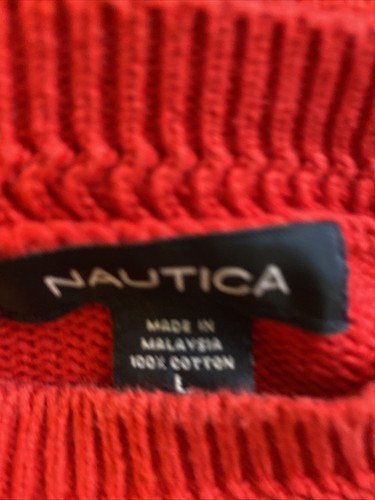 NAUTICA
MADE IN
MALAYSIA
100% COTTON
L